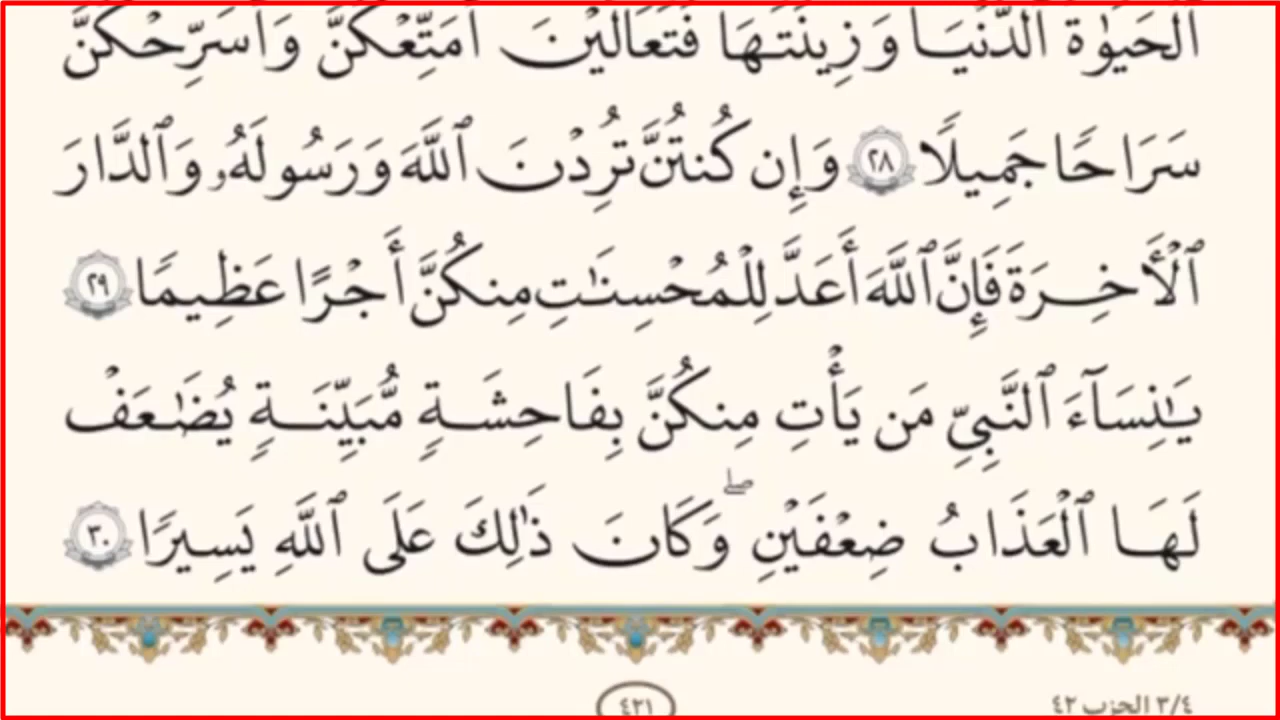 ٱلْحَيَوٰةَ ٱلدُّنْيَا وَزِينَتَهَا فَتَعَالَيْنَ أُمَتِّعْكُنَّ وَأُسَرِّحْكُنَّ
سَرَاحًا جَمِيلًا ٢٨ وَإِن كُنتُنَّ تُرِدْنَ ٱللَّهَ وَرَسُولَهُۥ وَٱلدَّارَ
ٱلْأَخِرَةَ فَإِنَّ ٱللَّهَ أَعَدَّ لِلْمُحْسِنَٰتِ مِنكُنَّ أَجْرًا عَظِيمًا ٢٩
يَٰنِسَآءَ ٱلنَّبِيِّ مَن يَأْتِ مِنكُنَّ بِفَٰحِشَةٍ مُّبَيِّنَةٍ يُضَٰعَفْ
لَهَا ٱلْعَذَابُ ضِعْفَيْنِۖ وَكَانَ ذَٰلِكَ عَلَى ٱللَّهِ يَسِيرًا ٣٠
٣/٤ الحزب ٤٢
٤٢١